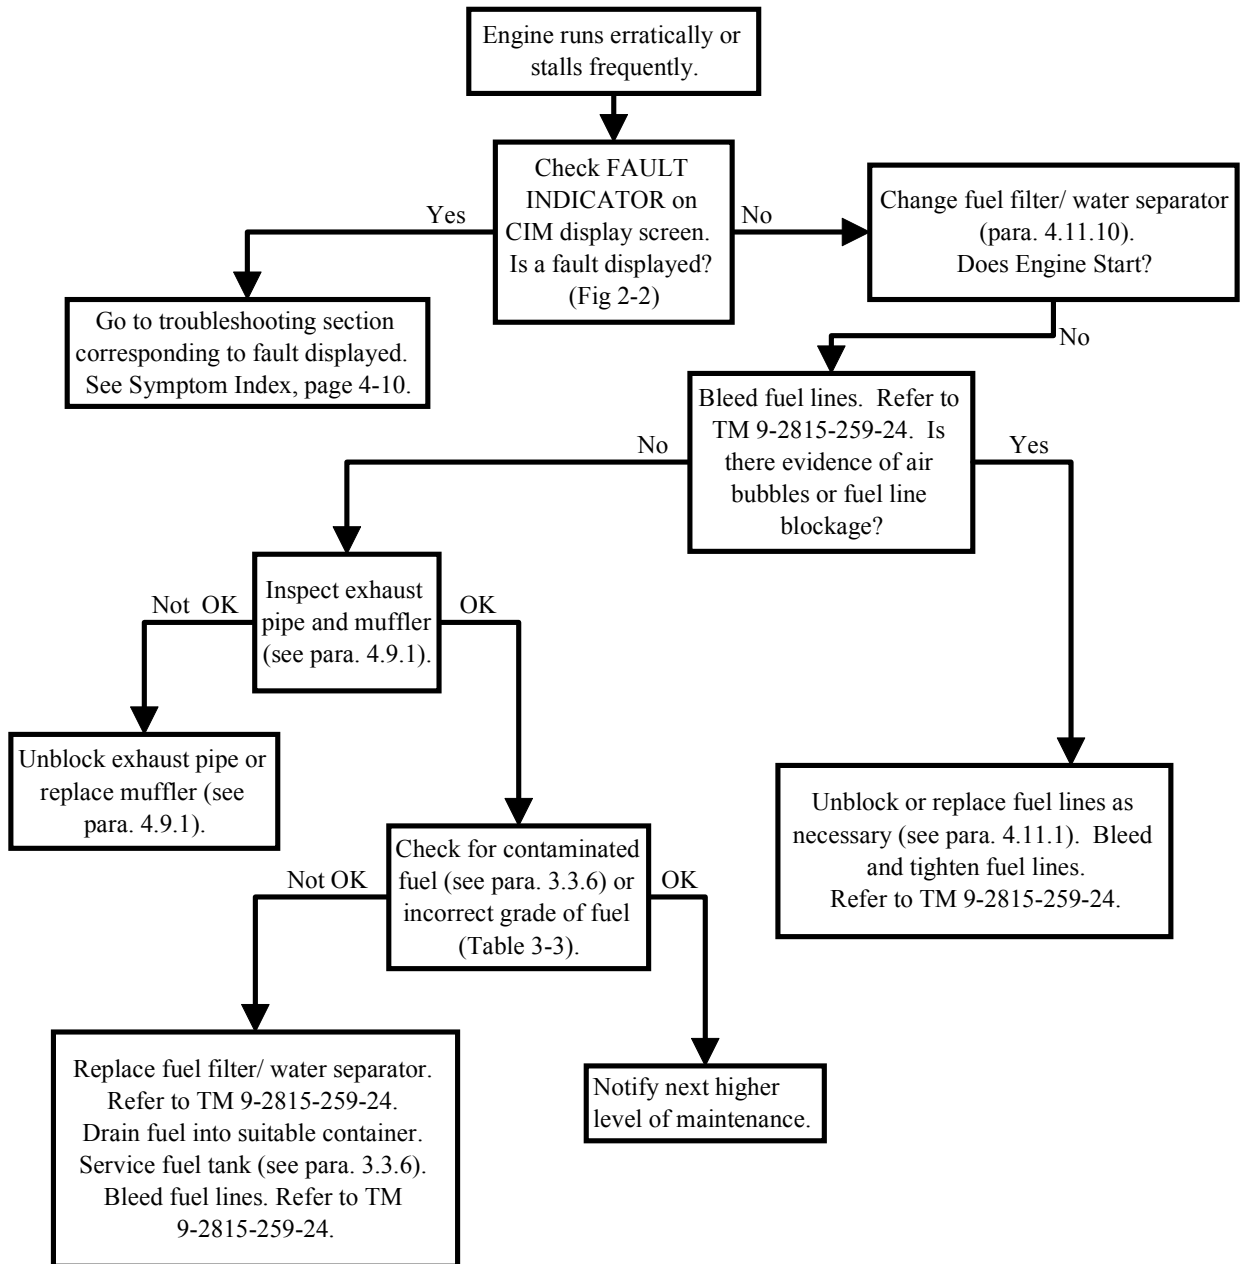 Engine runs erratically or
stalls frequently.
Check FAULT
INDICATOR on
CIM display screen.
Is a fault displayed?
(Fig 2-2)
Yes
No
Change fuel filter/ water separator
(para. 4.11.10).
Does Engine Start?
Go to troubleshooting section
corresponding to fault displayed.
See Symptom Index, page 4-10.
No
Bleed fuel lines. Refer to
TM 9-2815-259-24. Is
there evidence of air
bubbles or fuel line
blockage?
No
Yes
Inspect exhaust
pipe and muffler
(see para. 4.9.1).
Not OK
OK
Unblock exhaust pipe or
replace muffler (see
para. 4.9.1).
Unblock or replace fuel lines as
necessary (see para. 4.11.1). Bleed
and tighten fuel lines.
Refer to TM 9-2815-259-24.
Check for contaminated
fuel (see para. 3.3.6) or
incorrect grade of fuel
(Table 3-3).
Not OK
OK
Replace fuel filter/ water separator.
Refer to TM 9-2815-259-24.
Drain fuel into suitable container.
Service fuel tank (see para. 3.3.6).
Bleed fuel lines. Refer to TM
9-2815-259-24.
Notify next higher
level of maintenance.